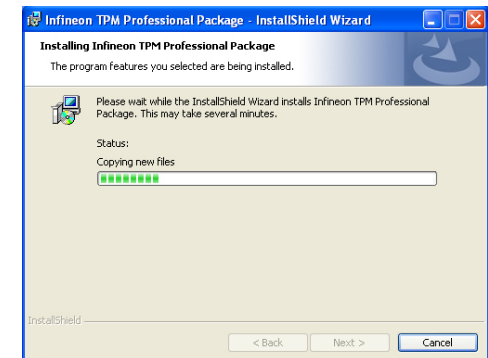 Infineon TPM Professional Package - InstallShield Wizard
Installing Infineon TPM Professional Package
The program features you selected are being installed.
Please wait while the InstallShield Wizard installs Infineon TPM Professional
Package. This may take several minutes.
Status:
Copying new files
InstallShield
< Back Next > Cancel